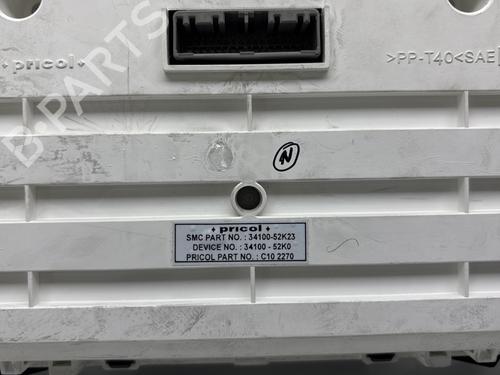 pricol
>PP-T40<SAE
B-PARTS
N
pricol
SMC PART NO. : 34100-52K23
DEVICE NO. : 34100 - 52K0
PRICOL PART NO. : C10 2270